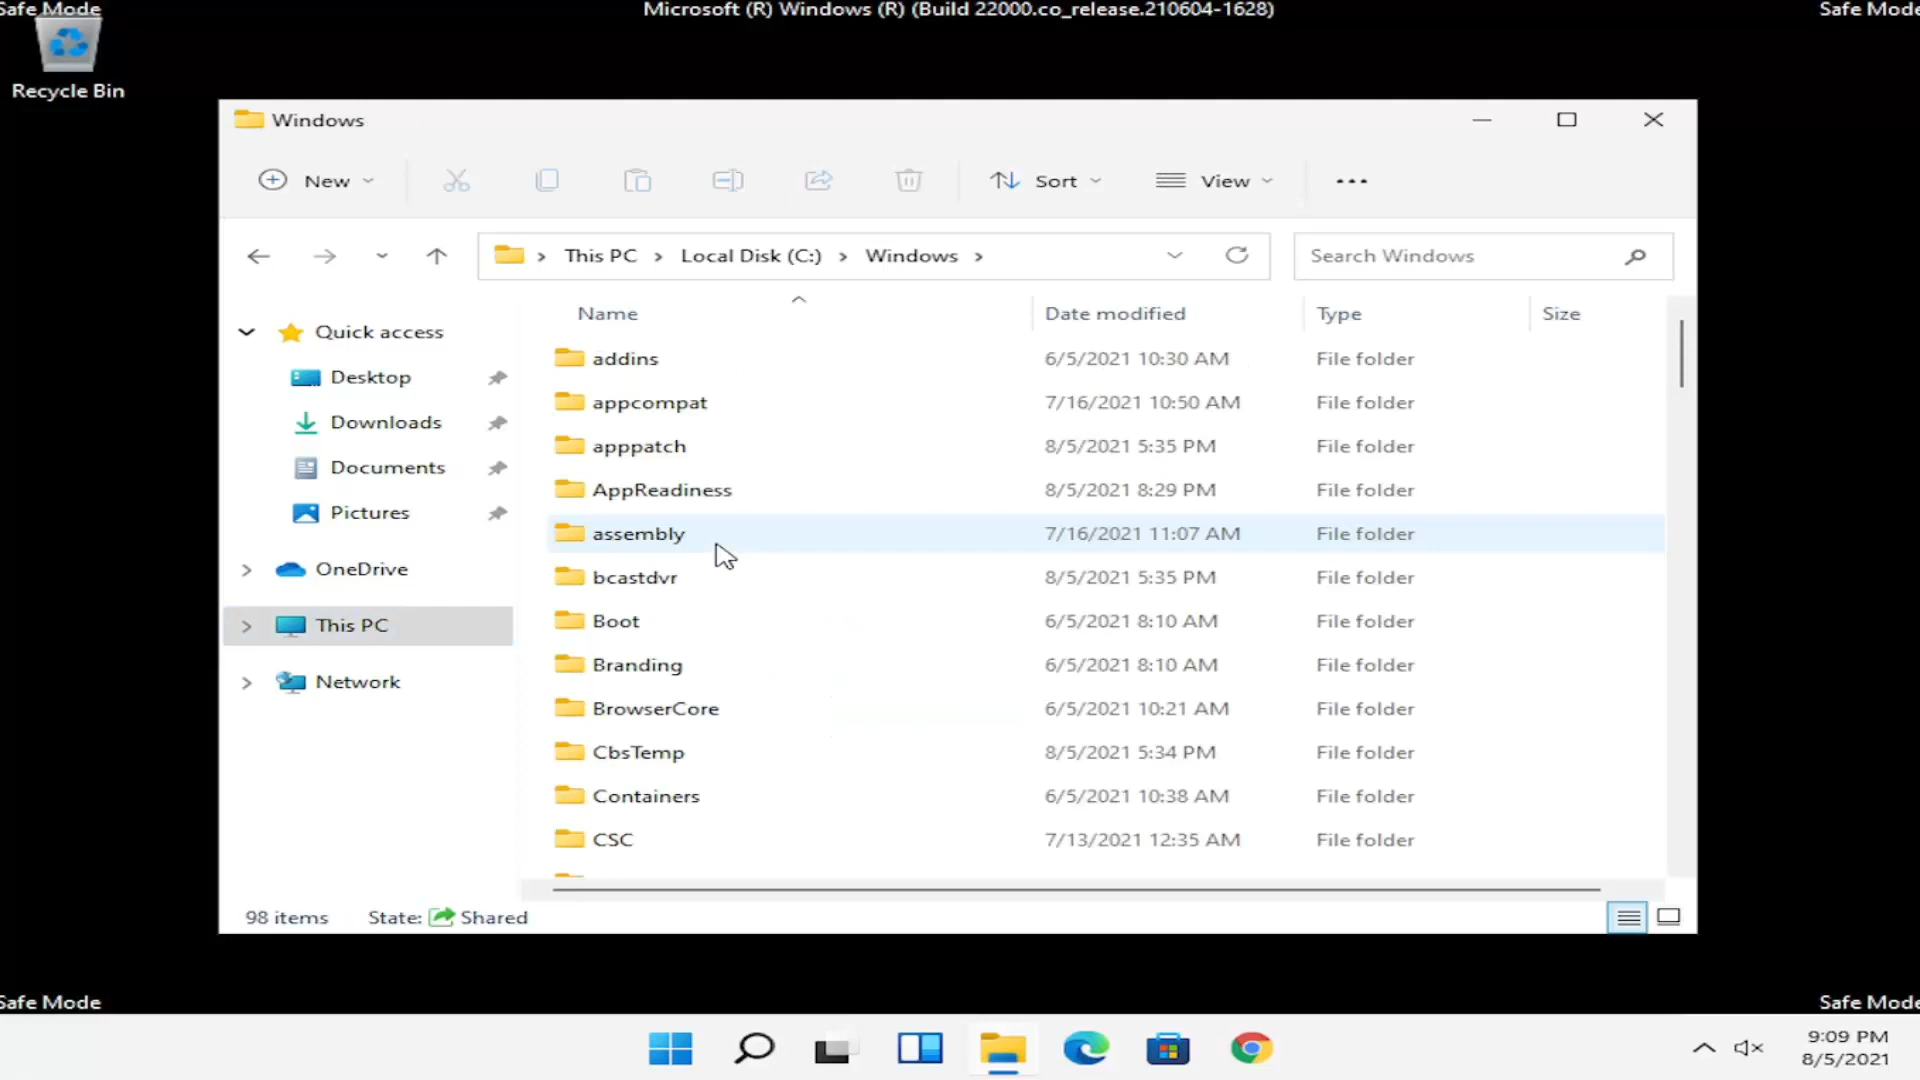 Safe Mode
Microsoft (R) Windows (R) (Build 22000.co_release.210604-1628)
Safe Mode
Recycle Bin
Windows
New
Sort
View
This PC
Local Disk (C:)
Windows
Search Windows
Quick access
Desktop
Downloads
Documents
Pictures
OneDrive
This PC
Network
Name Date modified Type Size
addins 6/5/2021 10:30 AM File folder
appcompat 7/16/2021 10:50 AM File folder
apppatch 8/5/2021 5:35 PM File folder
AppReadiness 8/5/2021 8:29 PM File folder
assembly 7/16/2021 11:07 AM File folder
bcastdvr 8/5/2021 5:35 PM File folder
Boot 6/5/2021 8:10 AM File folder
Branding 6/5/2021 8:10 AM File folder
BrowserCore 6/5/2021 10:21 AM File folder
CbsTemp 8/5/2021 5:34 PM File folder
Containers 6/5/2021 10:38 AM File folder
CSC 7/13/2021 12:35 AM File folder
98 items State: Shared
Safe Mode
Safe Mode
9:09 PM
8/5/2021